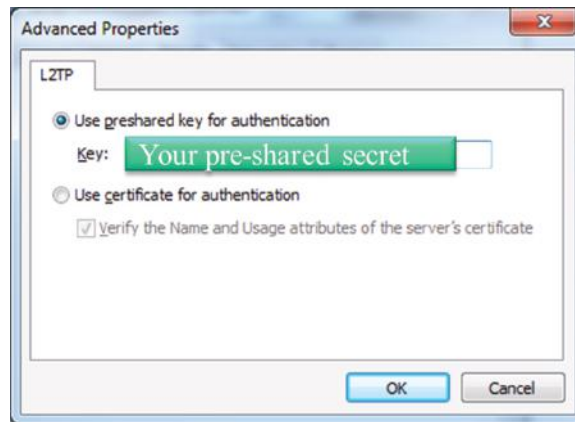 Advanced Properties
L2TP
Use preshared key for authentication
Key: Your pre-shared secret
Use certificate for authentication
Verify the Name and Usage attributes of the server's certificate
OK Cancel